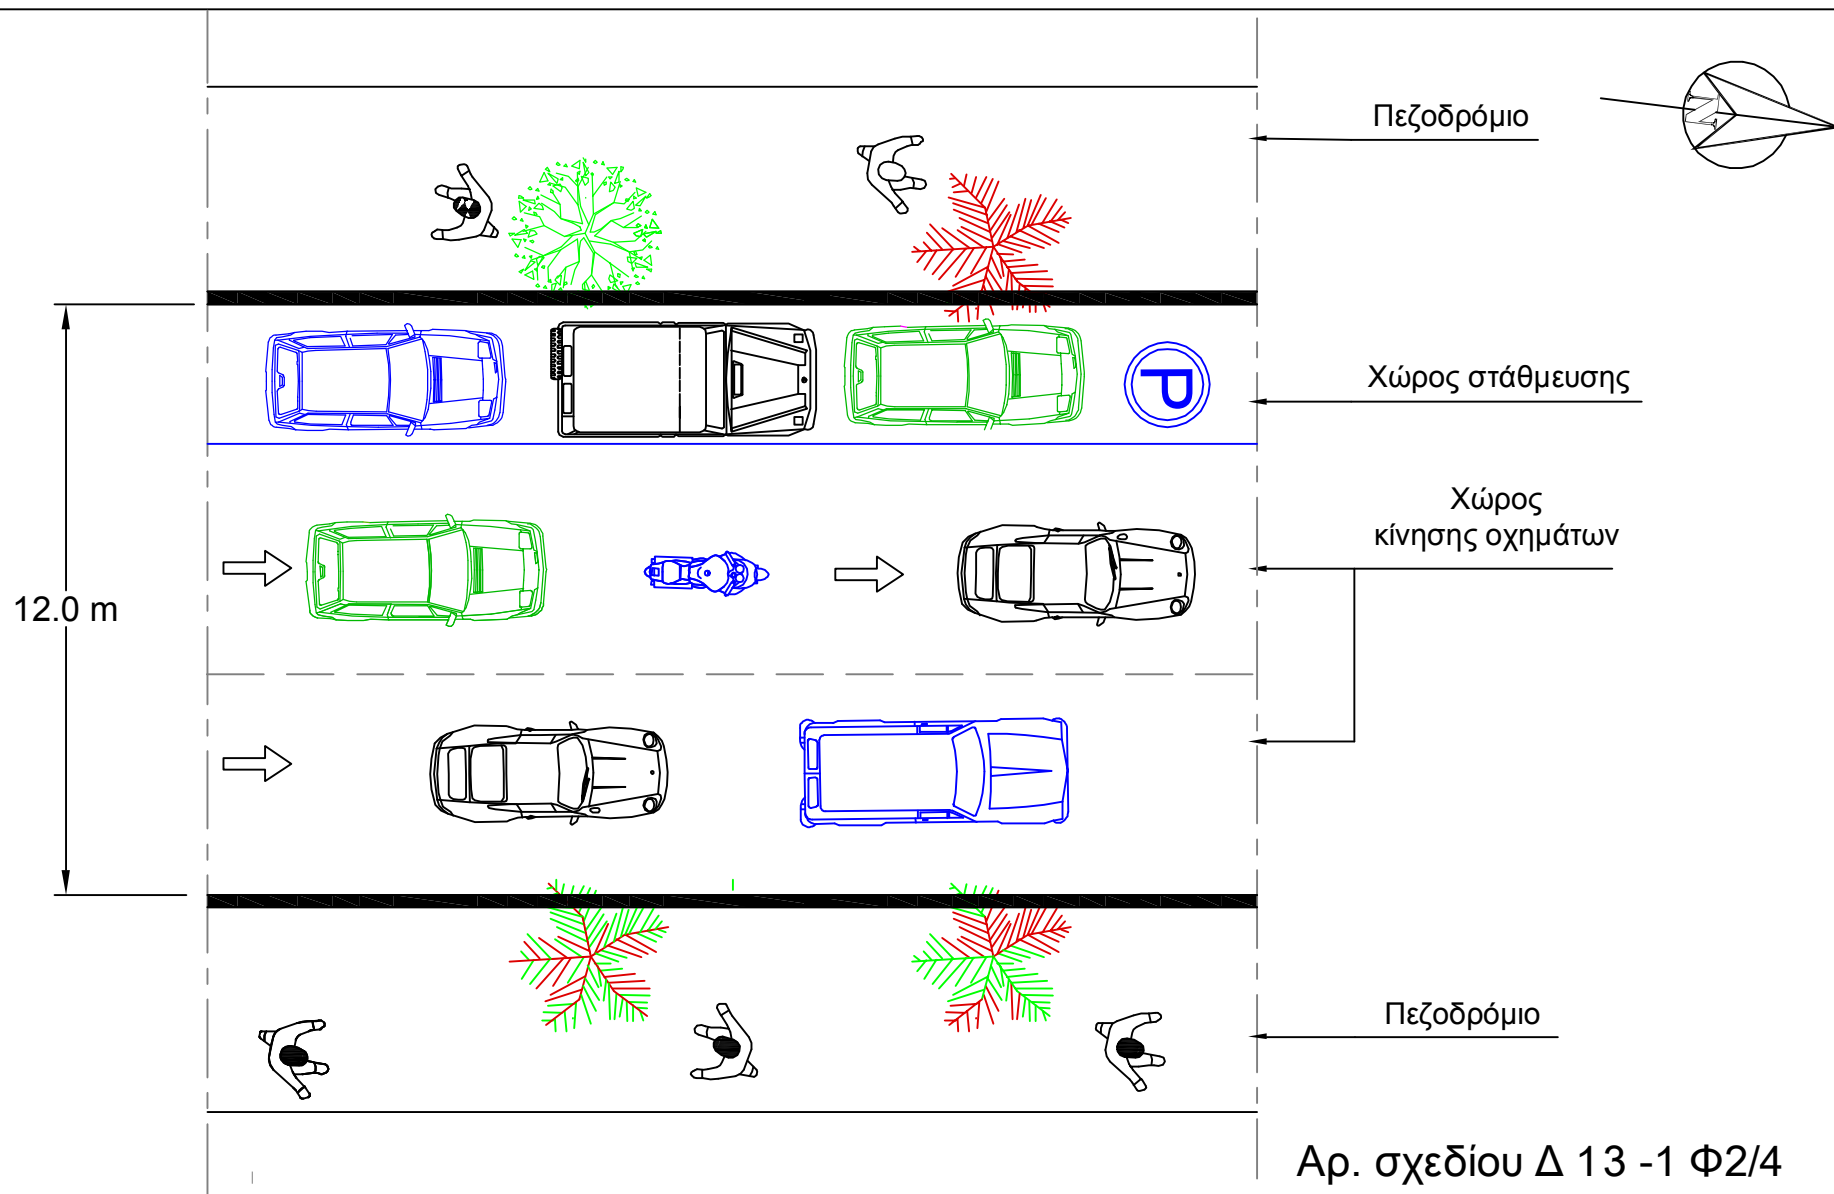 Πεζοδρόμιο
N
P
Χώρος στάθμευσης
Χώρος
κίνησης οχημάτων
12.0 m
Πεζοδρόμιο
Αρ. σχεδίου Δ 13 -1 Φ2/4